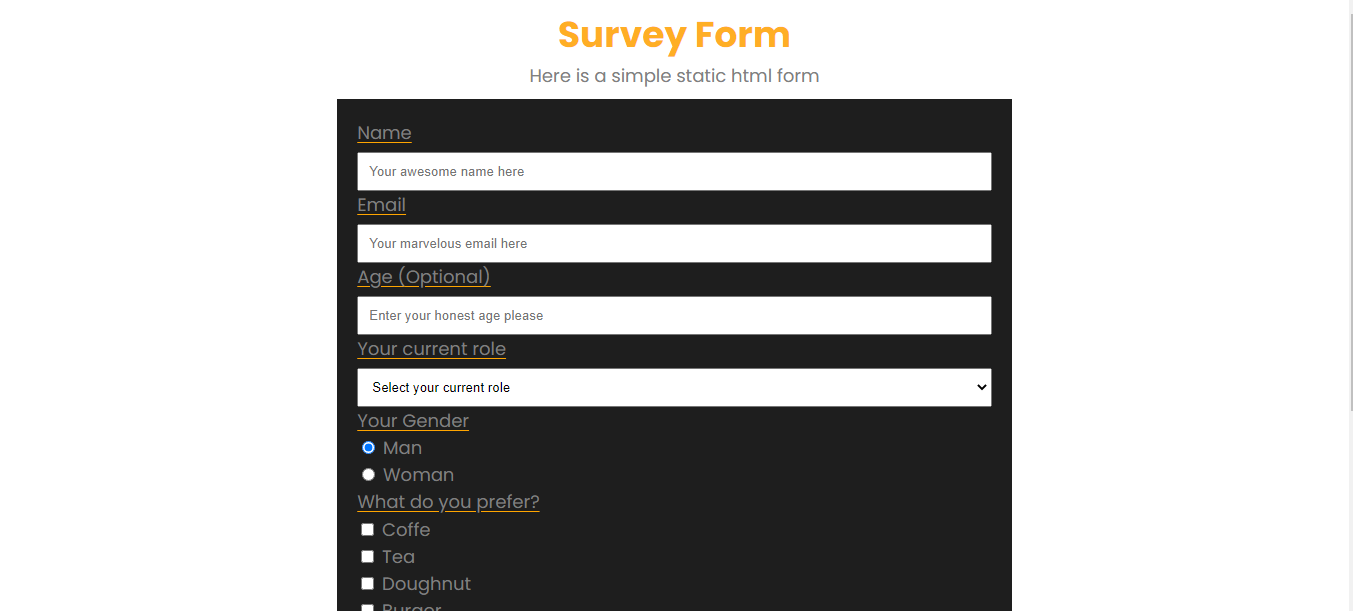 Survey Form
Here is a simple static html form
Name
Your awesome name here
Email
Your marvelous email here
Age (Optional)
Enter your honest age please
Your current role
Select your current role
Your Gender
Man
Woman
What do you prefer?
Coffe
Tea
Doughnut
Burger